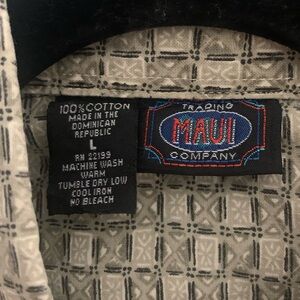 100% COTTON
MADE IN THE
DOMINICAN
REPUBLIC
L
RN 22199
MACHINE WASH
WARM
TUMBLE DRY LOW
COOL IRON
NO BLEACH
TRADING
MAUI
COMPANY